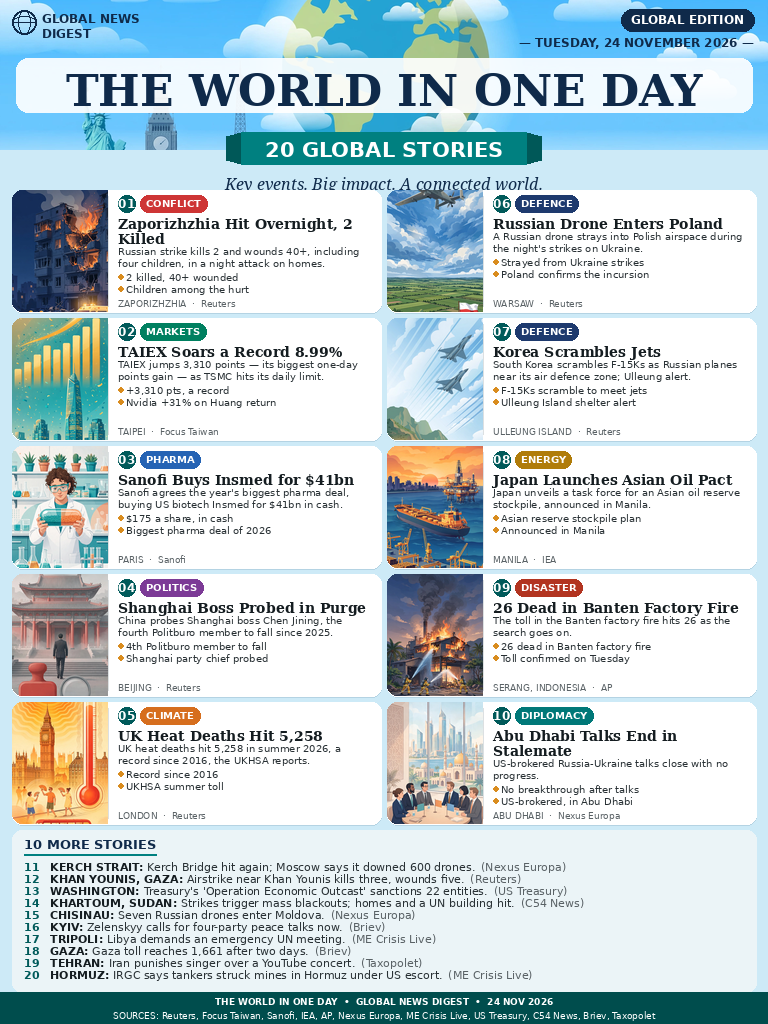 GLOBAL NEWS
DIGEST
GLOBAL EDITION
— TUESDAY, 24 NOVEMBER 2026 —
THE WORLD IN ONE DAY
20 GLOBAL STORIES
Key events. Big impact. A connected world.
01 CONFLICT
Zaporizhzhia Hit Overnight, 2
Killed
Russian strike kills 2 and wounds 40+, including
four children, in a night attack on homes.
2 killed, 40+ wounded
Children among the hurt
ZAPORIZHZHIA · Reuters
02 MARKETS
TAIEX Soars a Record 8.99%
TAIEX jumps 3,310 points — its biggest one-day
points gain — as TSMC hits its daily limit.
+3,310 pts, a record
Nvidia +31% on Huang return
TAIPEI · Focus Taiwan
03 PHARMA
Sanofi Buys Insmed for $41bn
Sanofi agrees the year's biggest pharma deal,
buying US biotech Insmed for $41bn in cash.
$175 a share, in cash
Biggest pharma deal of 2026
PARIS · Sanofi
04 POLITICS
Shanghai Boss Probed in Purge
China probes Shanghai boss Chen Jining, the
fourth Politburo member to fall since 2025.
4th Politburo member to fall
Shanghai party chief probed
BEIJING · Reuters
05 CLIMATE
UK Heat Deaths Hit 5,258
UK heat deaths hit 5,258 in summer 2026, a
record since 2016, the UKHSA reports.
Record since 2016
UKHSA summer toll
LONDON · Reuters
06 DEFENCE
Russian Drone Enters Poland
A Russian drone strays into Polish airspace during
the night's strikes on Ukraine.
Strayed from Ukraine strikes
Poland confirms the incursion
WARSAW · Reuters
07 DEFENCE
Korea Scrambles Jets
South Korea scrambles F-15Ks as Russian planes
near its air defence zone; Ulleung alert.
F-15Ks scramble to meet jets
Ulleung Island shelter alert
ULLEUNG ISLAND · Reuters
08 ENERGY
Japan Launches Asian Oil Pact
Japan unveils a task force for an Asian oil reserve
stockpile, announced in Manila.
Asian reserve stockpile plan
Announced in Manila
MANILA · IEA
09 DISASTER
26 Dead in Banten Factory Fire
The toll in the Banten factory fire hits 26 as the
search goes on.
26 dead in Banten factory fire
Toll confirmed on Tuesday
SERANG, INDONESIA · AP
10 DIPLOMACY
Abu Dhabi Talks End in
Stalemate
US-brokered Russia-Ukraine talks close with no
progress.
No breakthrough after talks
US-brokered, in Abu Dhabi
ABU DHABI · Nexus Europa
10 MORE STORIES
11 KERCH STRAIT: Kerch Bridge hit again; Moscow says it downed 600 drones. (Nexus Europa)
12 KHAN YOUNIS, GAZA: Airstrike near Khan Younis kills three, wounds five. (Reuters)
13 WASHINGTON: Treasury's 'Operation Economic Outcast' sanctions 22 entities. (US Treasury)
14 KHARTOUM, SUDAN: Strikes trigger mass blackouts; homes and a UN building hit. (C54 News)
15 CHISINAU: Seven Russian drones enter Moldova. (Nexus Europa)
16 KYIV: Zelenskyy calls for four-party peace talks now. (Briev)
17 TRIPOLI: Libya demands an emergency UN meeting. (ME Crisis Live)
18 GAZA: Gaza toll reaches 1,661 after two days. (Briev)
19 TEHRAN: Iran punishes singer over a YouTube concert. (Taxopolet)
20 HORMUZ: IRGC says tankers struck mines in Hormuz under US escort. (ME Crisis Live)
THE WORLD IN ONE DAY • GLOBAL NEWS DIGEST • 24 NOV 2026
SOURCES: Reuters, Focus Taiwan, Sanofi, IEA, AP, Nexus Europa, ME Crisis Live, US Treasury, C54 News, Briev, Taxopolet